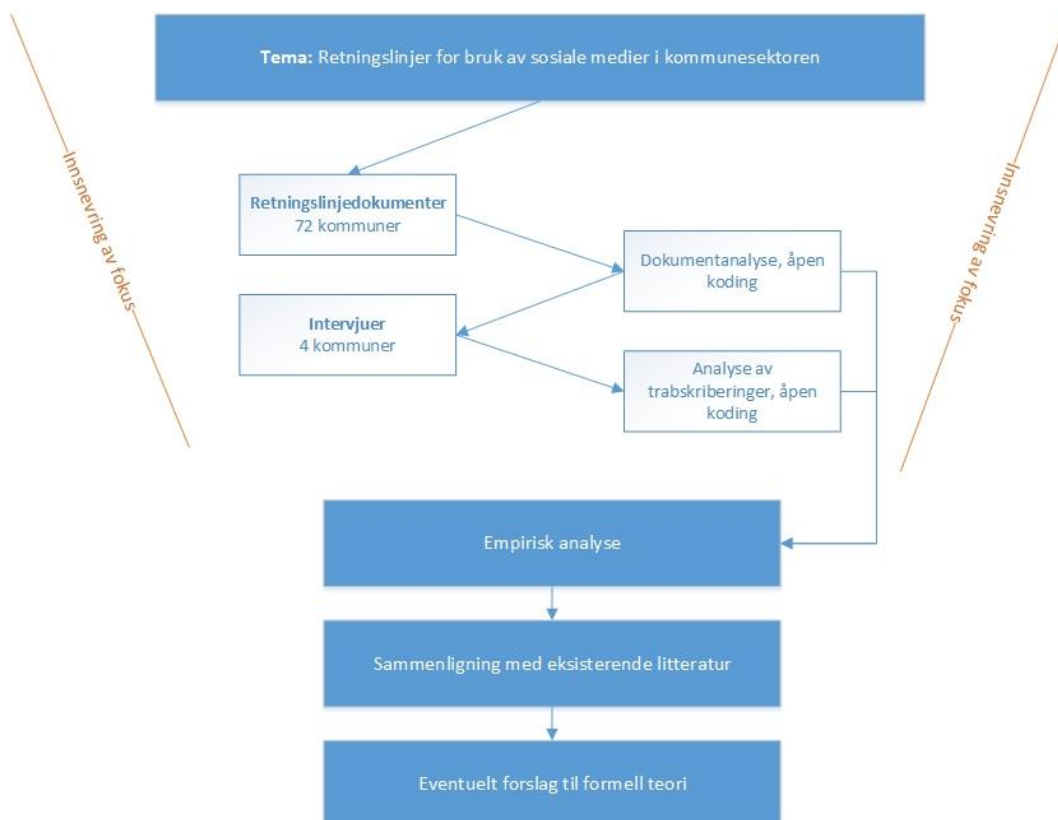 Tema: Retningslinjer for bruk av sosiale medier i kommunesektoren
Innsnevring av fokus
Innsnevring av fokus
Retningslinjedokumenter
72 kommuner
Dokumentanalyse, åpen
koding
Intervjuer
4 kommuner
Analyse av
trabskriberinger, åpen
koding
Empirisk analyse
Sammenligning med eksisterende litteratur
Eventuelt forslag til formell teori